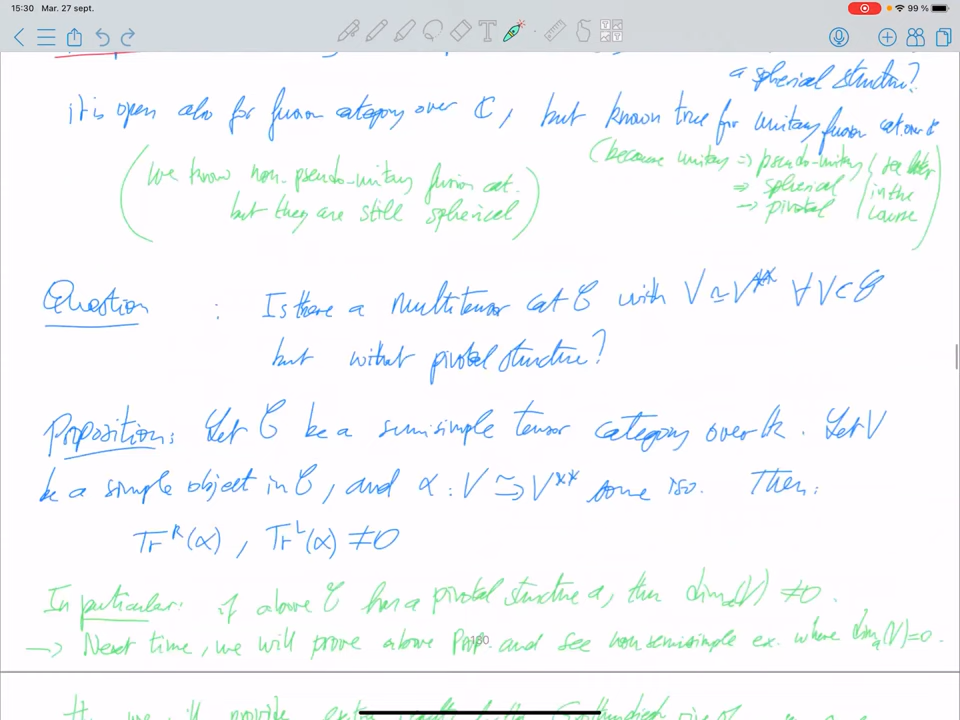 15:30 Mar. 27 sept.
99 %
a spherical structure?
it is open also for fusion category over ℂ, but known true for unitary fusion cat. over ℂ
(because unitary ⇒ pseudo-unitary
⇒ spherical
→ pivotal
see later
in the
course)
(we know non-pseudo-unitary fusion cat.
but they are still spherical)
Question : Is there a multitensor cat 𝒞 with V ≃ V** ∀ V ∈ 𝒞
but without pivotal structure?
Proposition: Let 𝒞 be a semisimple tensor category over 𝕜. Let V
be a simple object in 𝒞, and α : V ≃→ V** some iso. Then:
Tr^R(α), Tr^L(α) ≠ 0
In particular: if above 𝒞 has a pivotal structure a, then dim_a(V) ≠ 0.
→ Next time, we will prove above Prop. and see non semisimple ex. where dim_a(V)=0.
we will provide